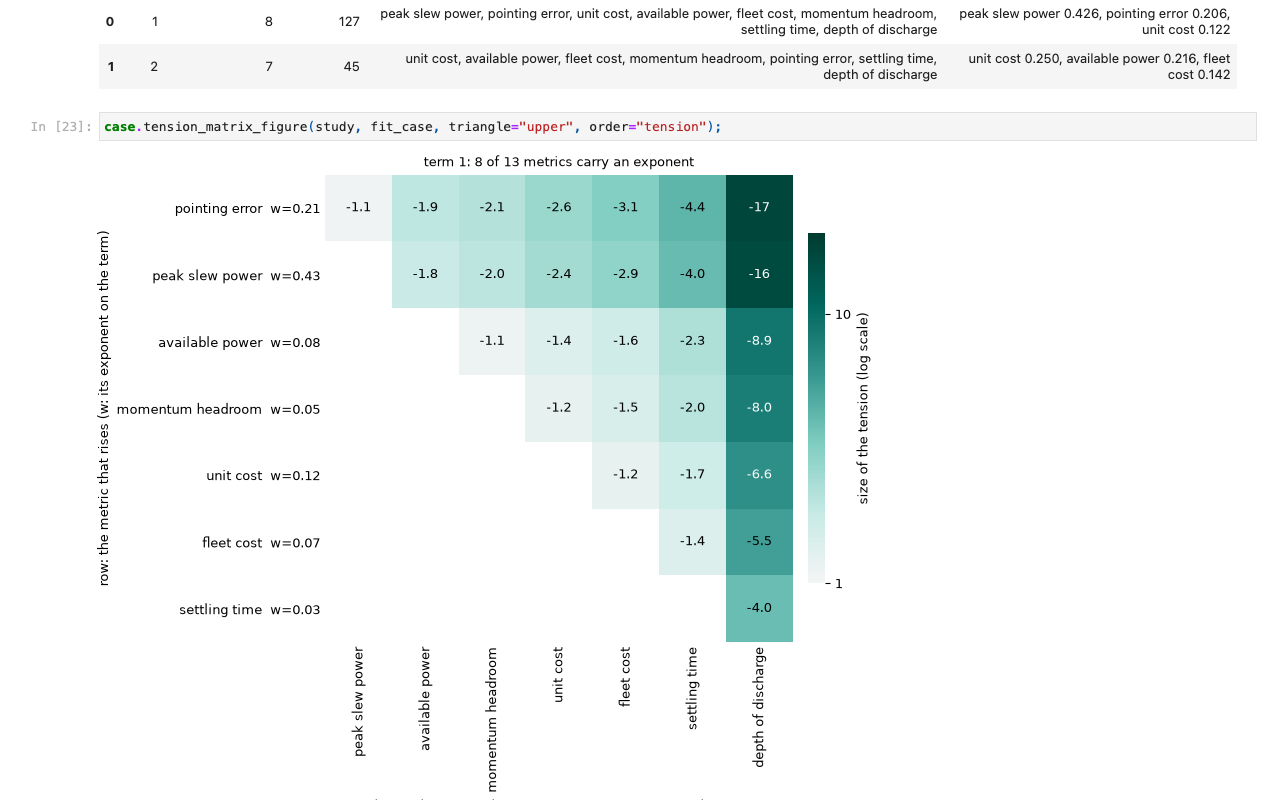 0 1 8 127 peak slew power, pointing error, unit cost, available power, fleet cost, momentum headroom, peak slew power 0.426, pointing error 0.206,
settling time, depth of discharge unit cost 0.122
1 2 7 45 unit cost, available power, fleet cost, momentum headroom, pointing error, settling time, unit cost 0.250, available power 0.216, fleet
depth of discharge cost 0.142
In [23]: case.tension_matrix_figure(study, fit_case, triangle="upper", order="tension");
term 1: 8 of 13 metrics carry an exponent
row: the metric that rises (w: its exponent on the term)
pointing error w=0.21 -1.1 -1.9 -2.1 -2.6 -3.1 -4.4 -17
peak slew power w=0.43 -1.8 -2.0 -2.4 -2.9 -4.0 -16
available power w=0.08 -1.1 -1.4 -1.6 -2.3 -8.9
momentum headroom w=0.05 -1.2 -1.5 -2.0 -8.0
unit cost w=0.12 -1.2 -1.7 -6.6
fleet cost w=0.07 -1.4 -5.5
settling time w=0.03 -4.0
peak slew power
available power
momentum headroom
unit cost
fleet cost
settling time
depth of discharge
10
1
size of the tension (log scale)